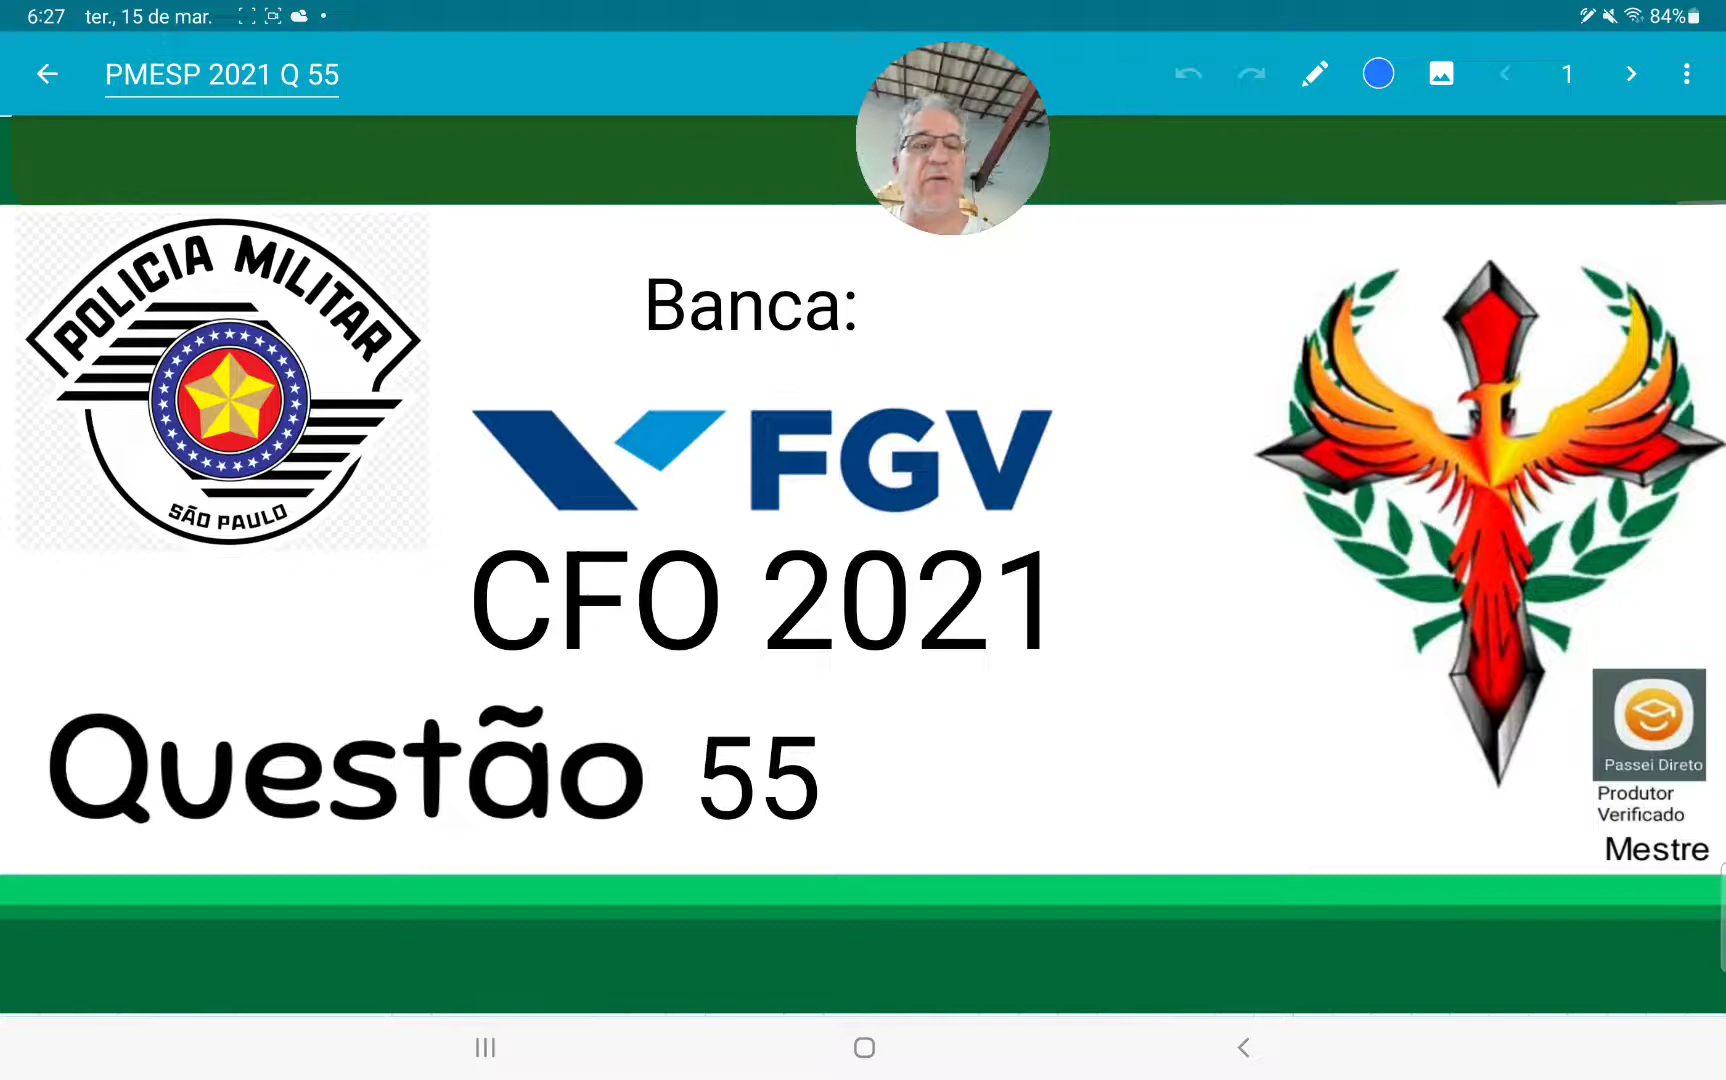 6:27 ter., 15 de mar.
84%
PMESP 2021 Q 55
1
POLICIA MILITAR
SÃO PAULO
Banca:
FGV
CFO 2021
Questão 55
Passei Direto
Produtor
Verificado
Mestre